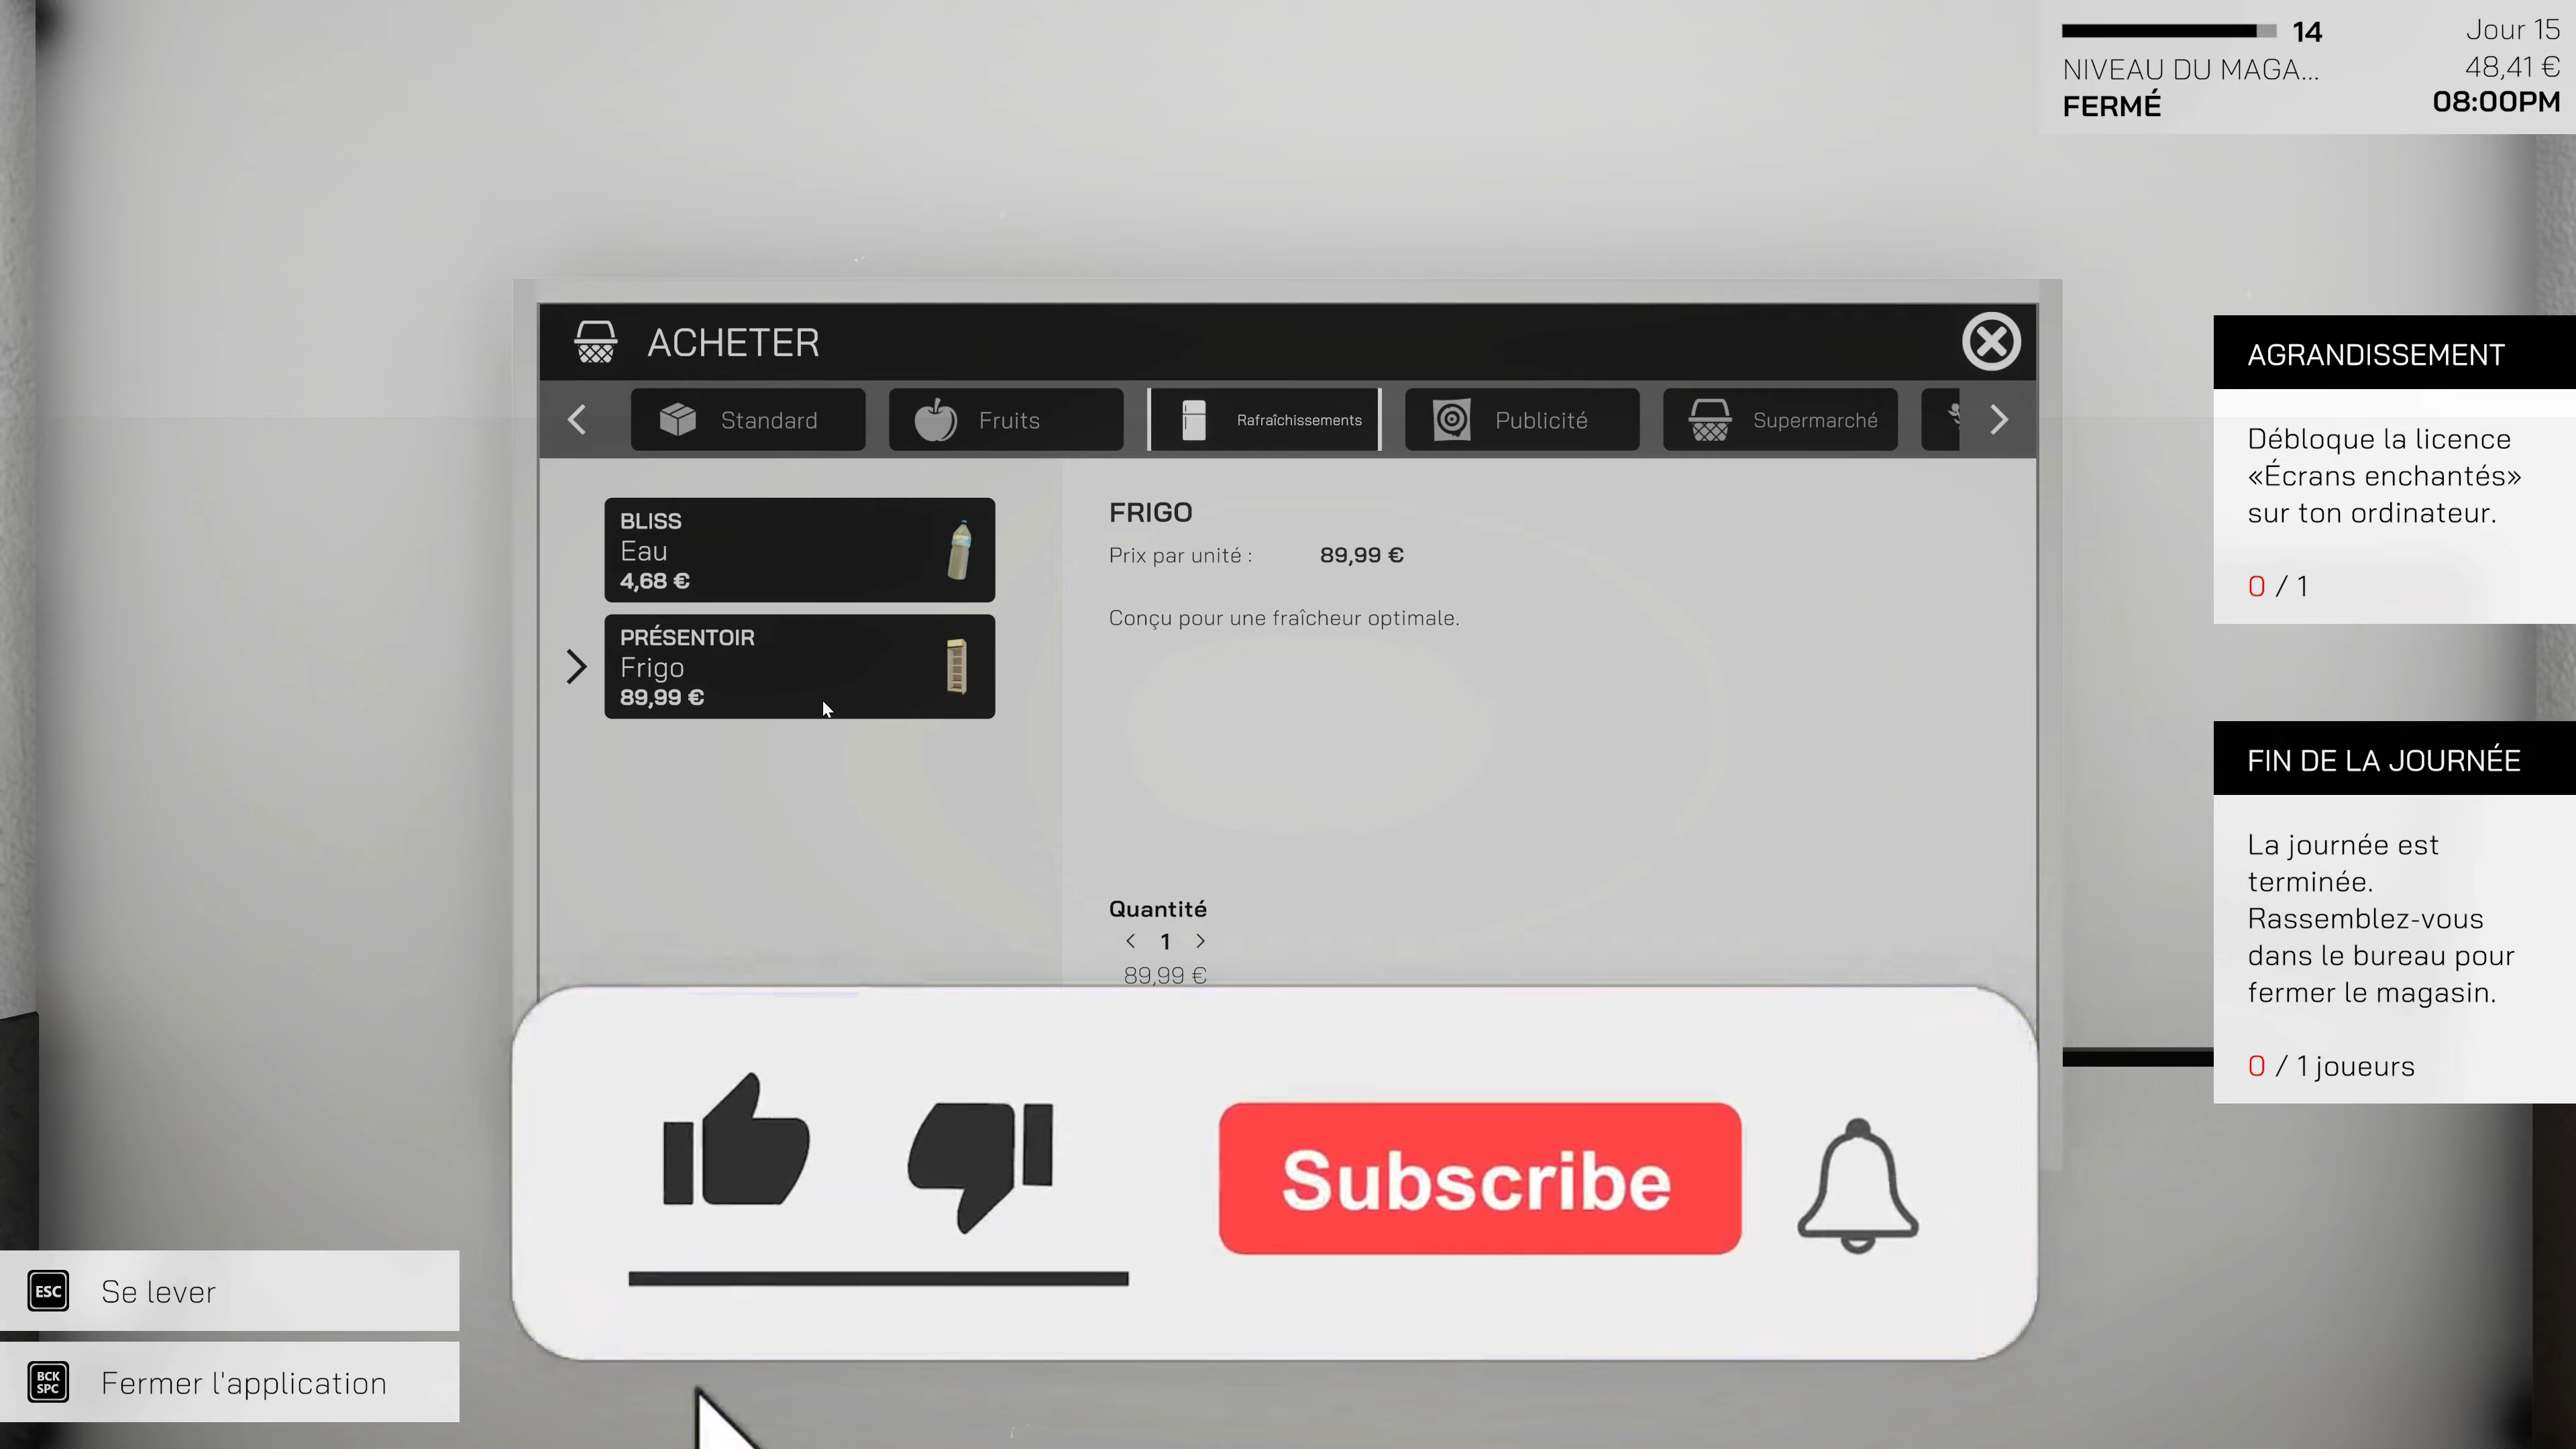 14
NIVEAU DU MAGA...
FERMÉ
Jour 15
48,41 €
08:00PM
ACHETER
Standard
Fruits
Rafraîchissements
Publicité
Supermarché
BLISS
Eau
4,68 €
PRÉSENTOIR
Frigo
89,99 €
FRIGO
Prix par unité : 89,99 €
Conçu pour une fraîcheur optimale.
Quantité
< 1 >
89,99 €
AGRANDISSEMENT
Débloque la licence
«Écrans enchantés»
sur ton ordinateur.
0 / 1
FIN DE LA JOURNÉE
La journée est
terminée.
Rassemblez-vous
dans le bureau pour
fermer le magasin.
0 / 1 joueurs
Subscribe
ESC Se lever
BCK
SPC
Fermer l'application